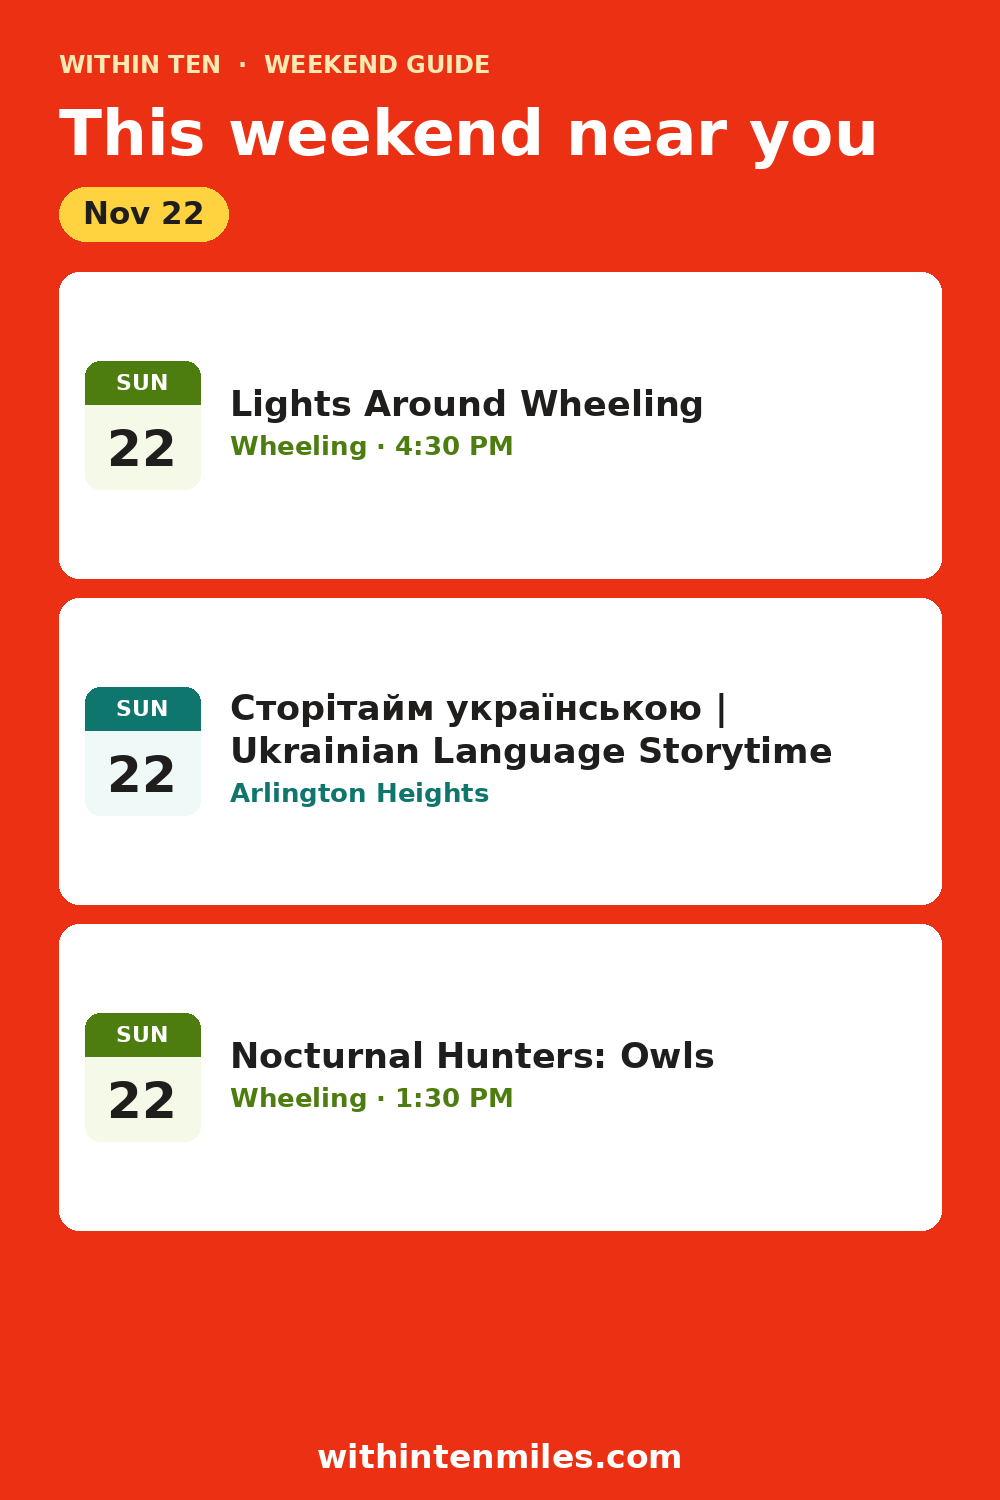 WITHIN TEN · WEEKEND GUIDE
This weekend near you
Nov 22
SUN
22
Lights Around Wheeling
Wheeling · 4:30 PM
SUN
22
Сторітайм українською |
Ukrainian Language Storytime
Arlington Heights
SUN
22
Nocturnal Hunters: Owls
Wheeling · 1:30 PM
withintenmiles.com